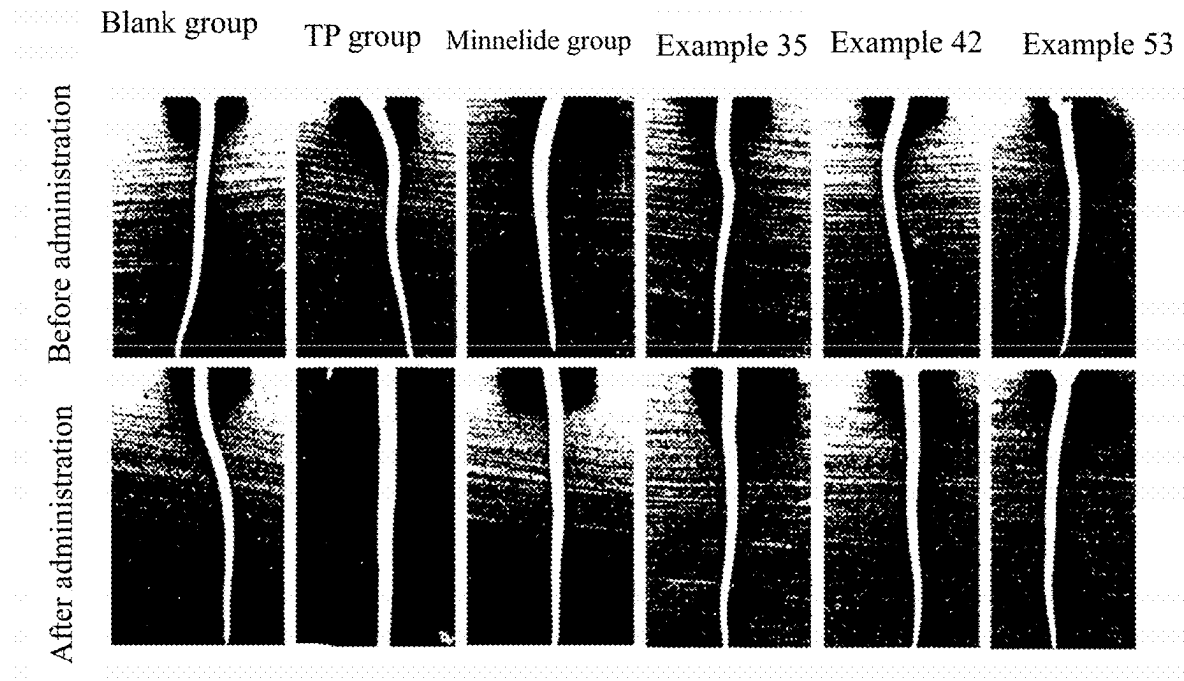 Blank group
TP group
Minnelide group
Example 35
Example 42
Example 53
Before administration
After administration